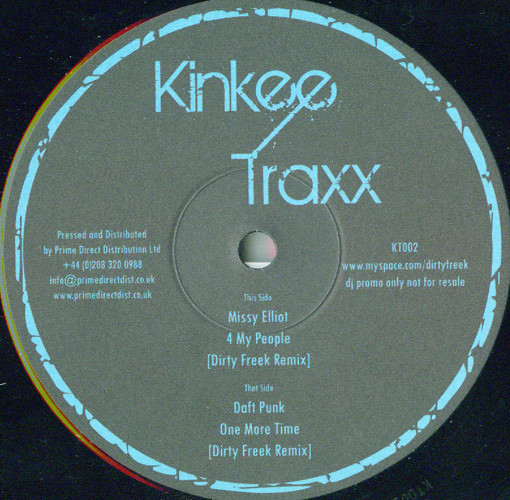 Kinkee
Traxx
Pressed and Distributed
by Prime Direct Distribution Ltd
+44 (0)208 320 0988
info@primedirectdist.co.uk
www.primedirectdist.co.uk
KT002
www.myspace.com/dirtyfreek
dj promo only not for resale
This Side
Missy Elliot
4 My People
[Dirty Freek Remix]
That Side
Daft Punk
One More Time
[Dirty Freek Remix]